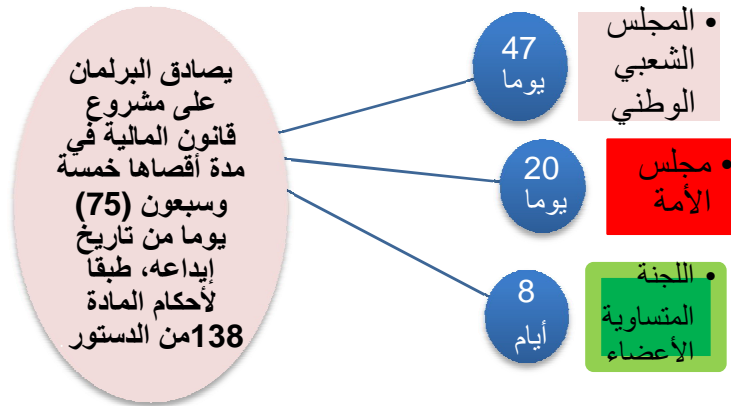 • المجلس
الشعبي
الوطني
47
يوما
• مجلس
الأمة
20
يوما
• اللجنة
المتساوية
الأعضاء
8
أيام
يصادق البرلمان
على مشروع
قانون المالية في
مدة أقصاها خمسة
وسبعون (75)
يوما من تاريخ
إيداعه، طبقا
لأحكام المادة
138من الدستور